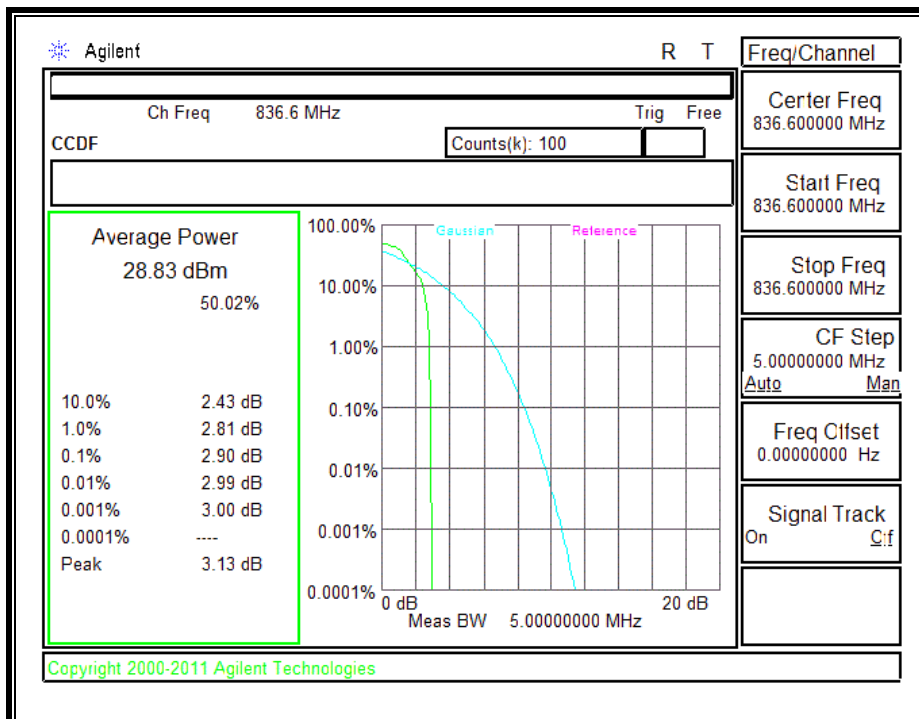 Agilent R T
Ch Freq 836.6 MHz Trig Free
CCDF Counts(k): 100
Average Power
28.83 dBm
50.02%
10.0% 2.43 dB
1.0% 2.81 dB
0.1% 2.90 dB
0.01% 2.99 dB
0.001% 3.00 dB
0.0001% ----
Peak 3.13 dB
Gaussian Reference
100.00%
10.00%
1.00%
0.10%
0.01%
0.001%
0.0001%
0 dB 20 dB
Meas BW 5.00000000 MHz
Freq/Channel
Center Freq
836.600000 MHz
Start Freq
836.600000 MHz
Stop Freq
836.600000 MHz
CF Step
5.00000000 MHz
Auto Man
Freq Offset
0.00000000 Hz
Signal Track
On Off
Copyright 2000-2011 Agilent Technologies